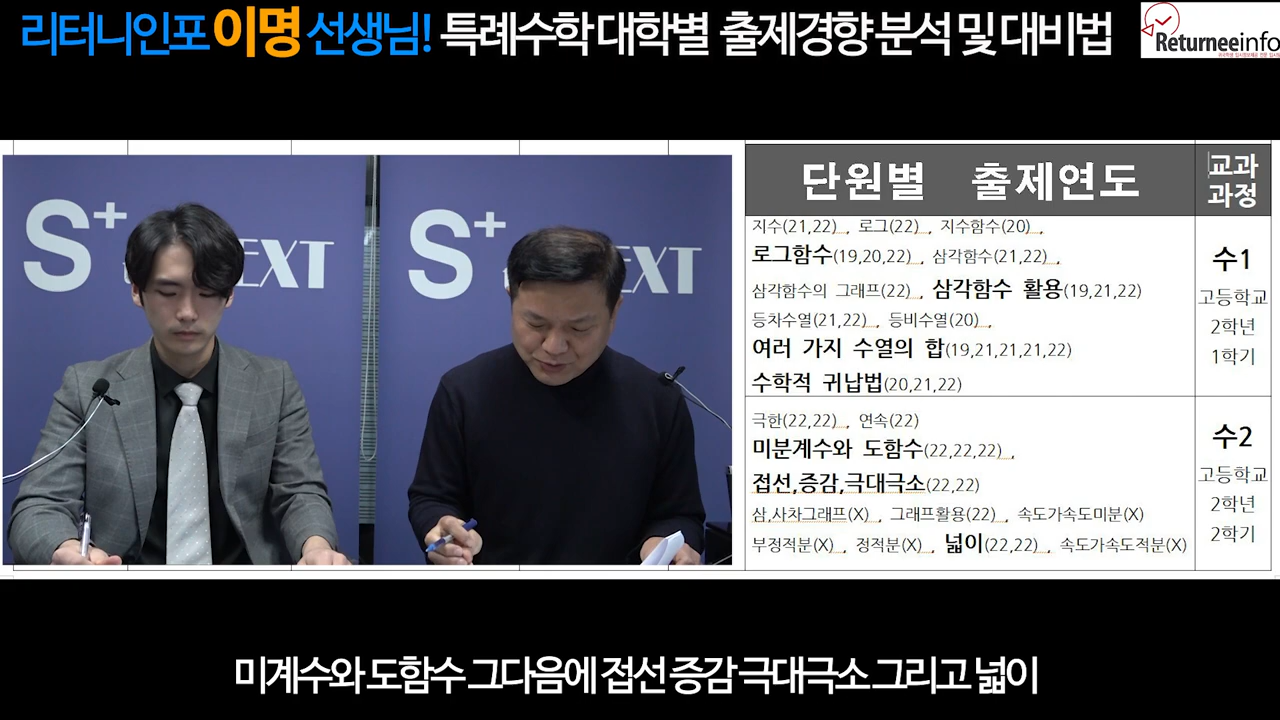 리터니인포 이명 선생님! 특례수학 대학별 출제경향 분석 및 대비법
Returneeinfo
S+
EXT
S+
EXT
단원별 출제연도
교과
과정
지수(21,22) , 로그(22) , 지수함수(20) ,
로그함수(19,20,22) , 삼각함수(21,22) ,
삼각함수의 그래프(22) , 삼각함수 활용(19,21,22)
등차수열(21,22) , 등비수열(20) ,
여러 가지 수열의 합(19,21,21,21,22)
수학적 귀납법(20,21,22)
수1
고등학교
2학년
1학기
극한(22,22) , 연속(22)
미분계수와 도함수(22,22,22) ,
접선,증감,극대극소(22,22)
삼,사차그래프(X) , 그래프활용(22) , 속도가속도미분(X)
부정적분(X) , 정적분(X) , 넓이(22,22) , 속도가속도적분(X)
수2
고등학교
2학년
2학기
미계수와 도함수 그다음에 접선 증감 극대극소 그리고 넓이